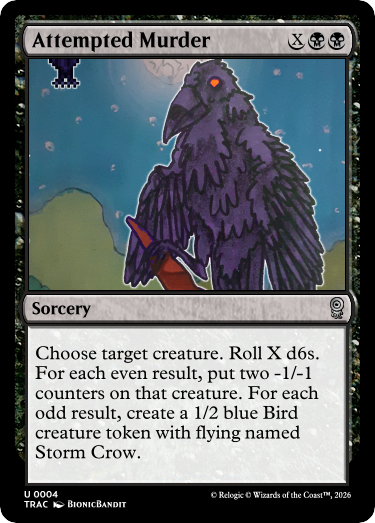 Attempted Murder X
Sorcery
Choose target creature. Roll X d6s.
For each even result, put two -1/-1
counters on that creature. For each
odd result, create a 1/2 blue Bird
creature token with flying named
Storm Crow.
U 0004
TRAC BionicBandit
© Relogic © Wizards of the Coast™, 2026